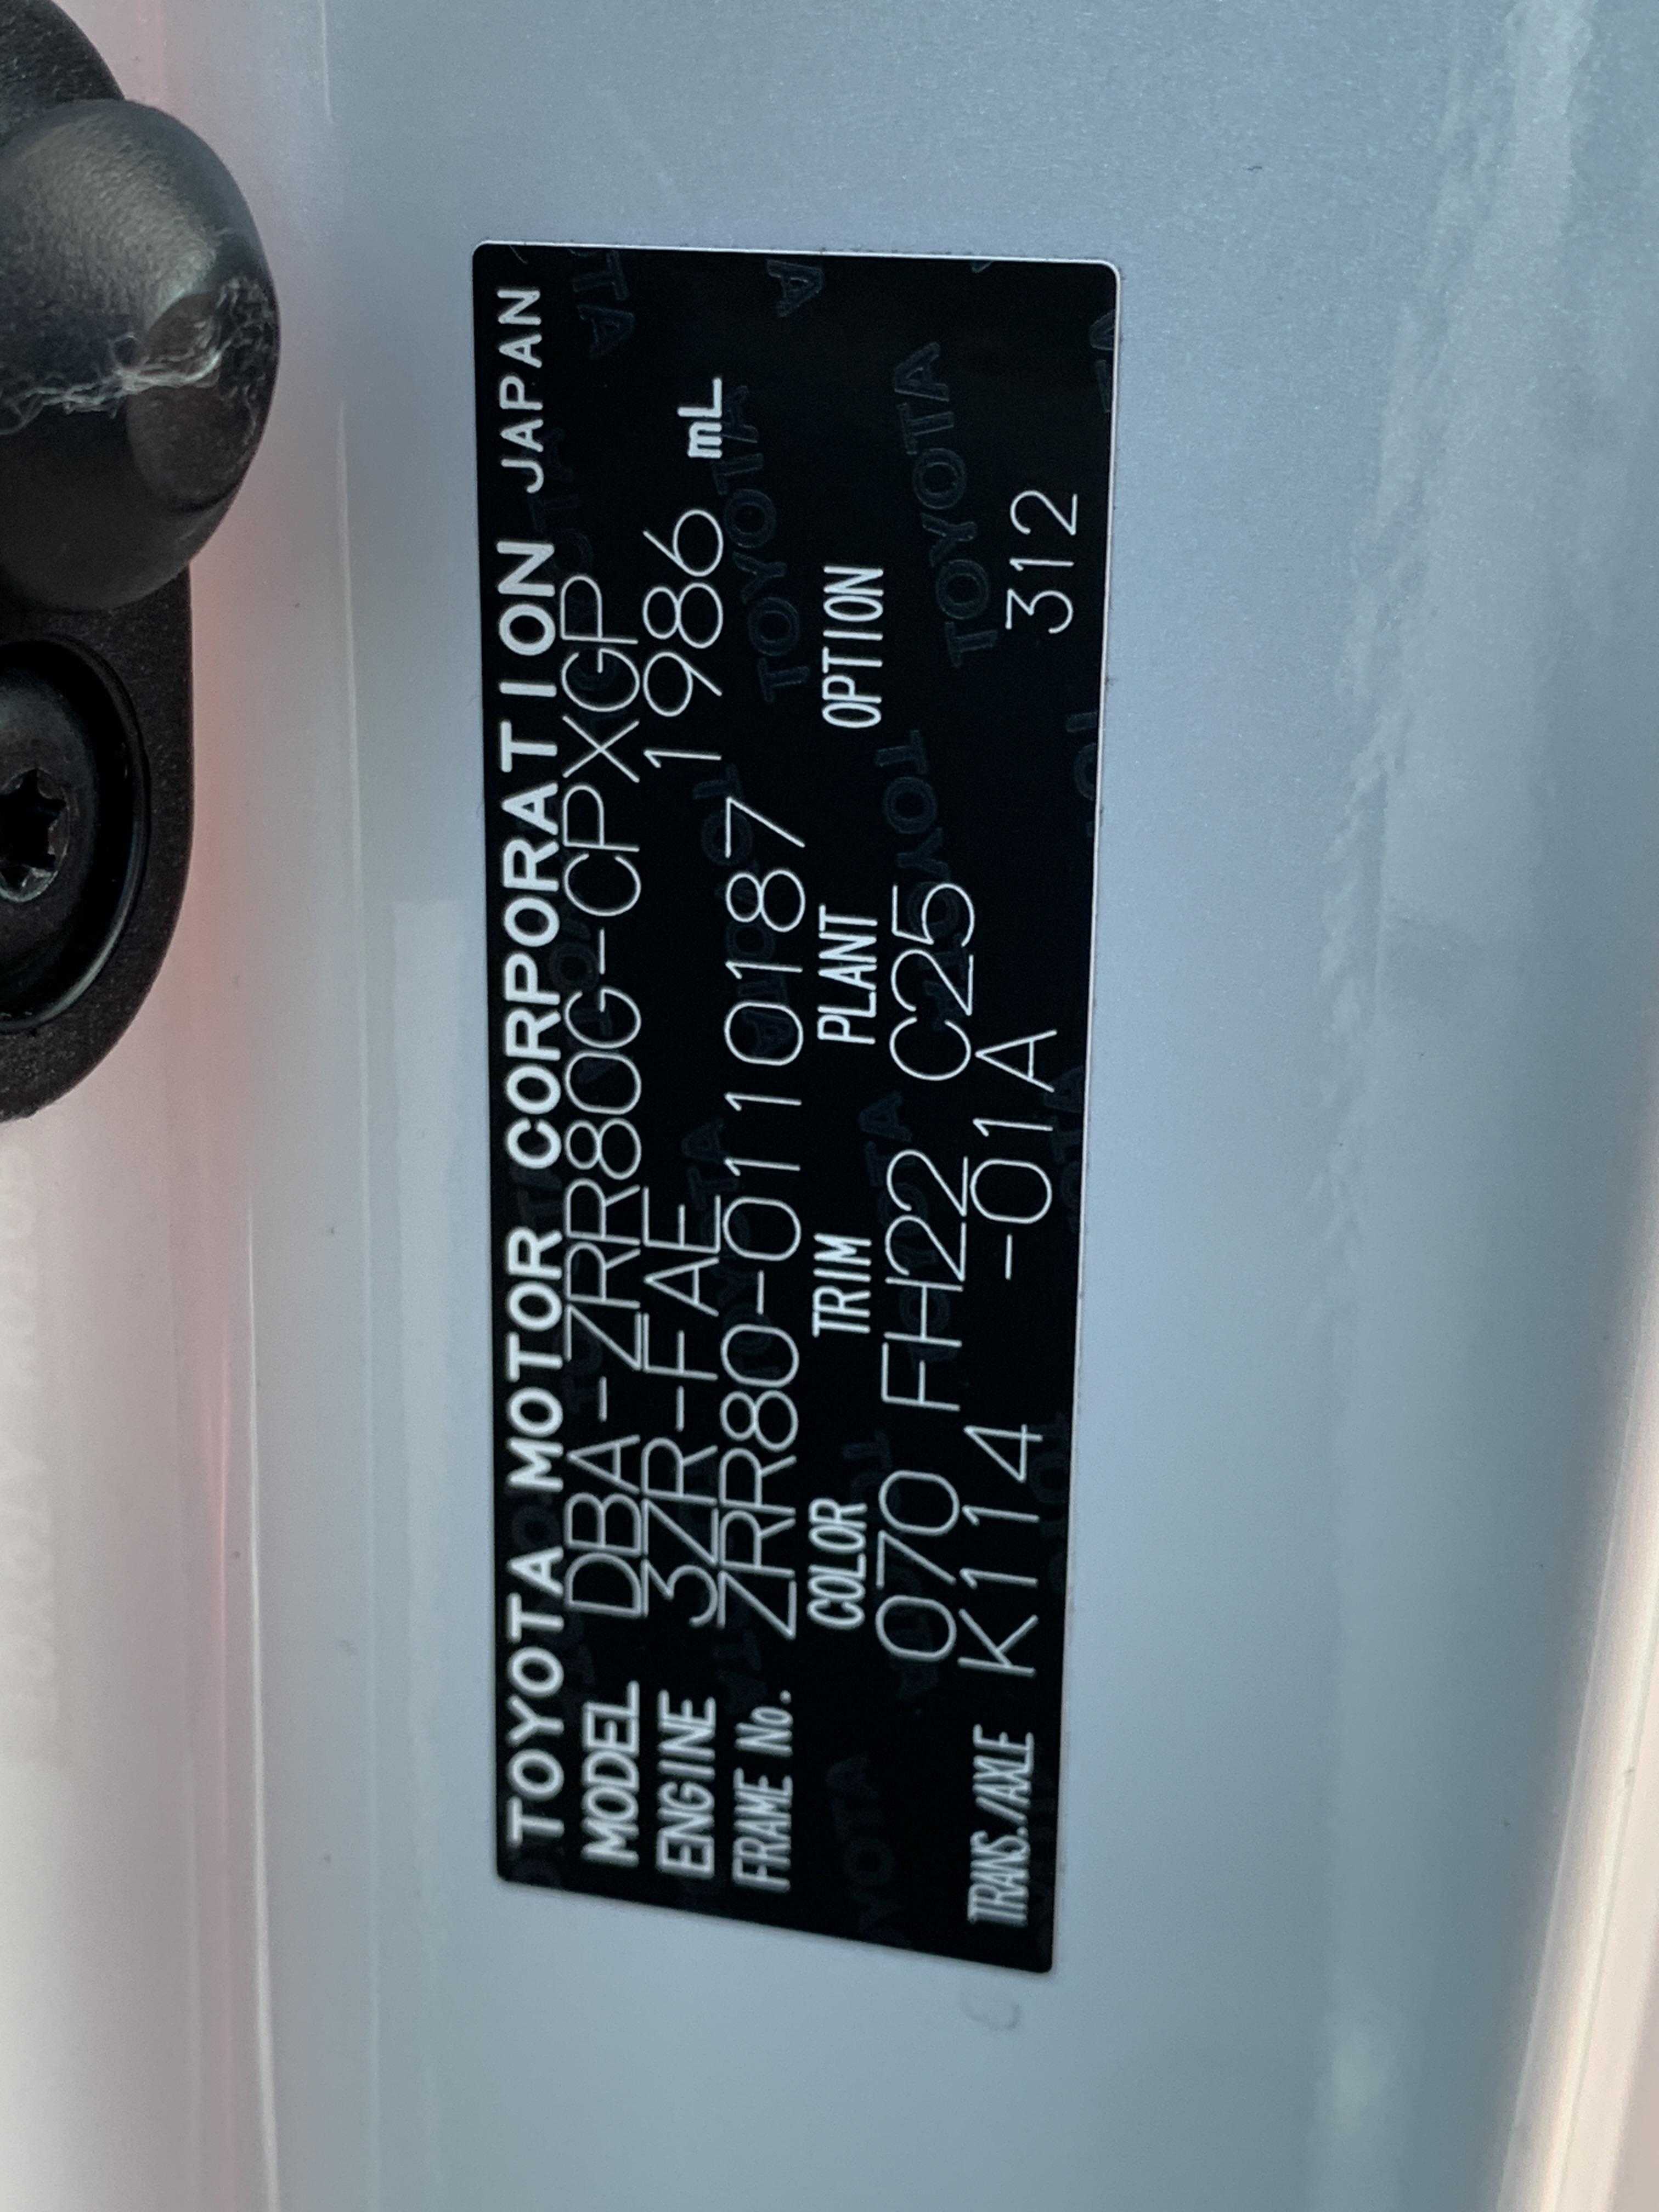 TOYOTA MOTOR CORPORATION JAPAN
MODEL DBA-ZRR80G-CPXGP
ENGINE 3ZR-FAE 1986 mL
FRAME No. ZRR80-0110187
COLOR TRIM PLANT OPTION
070 FH22 C25
TRANS./AXLE K114 -01A 312